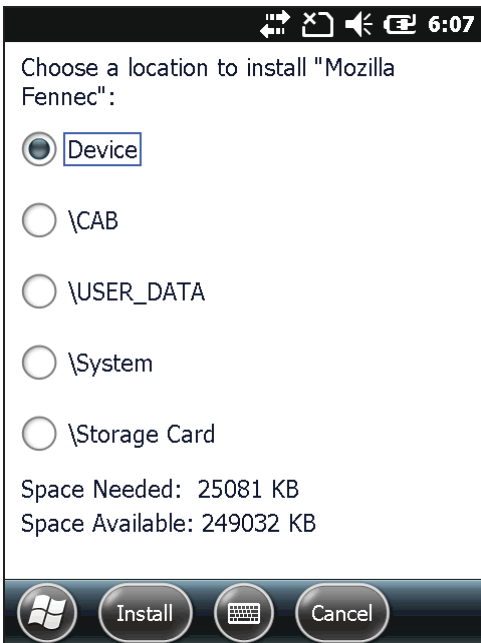 6:07
Choose a location to install "Mozilla
Fennec":
Device
\CAB
\USER_DATA
\System
\Storage Card
Space Needed:  25081 KB
Space Available: 249032 KB
Install
Cancel